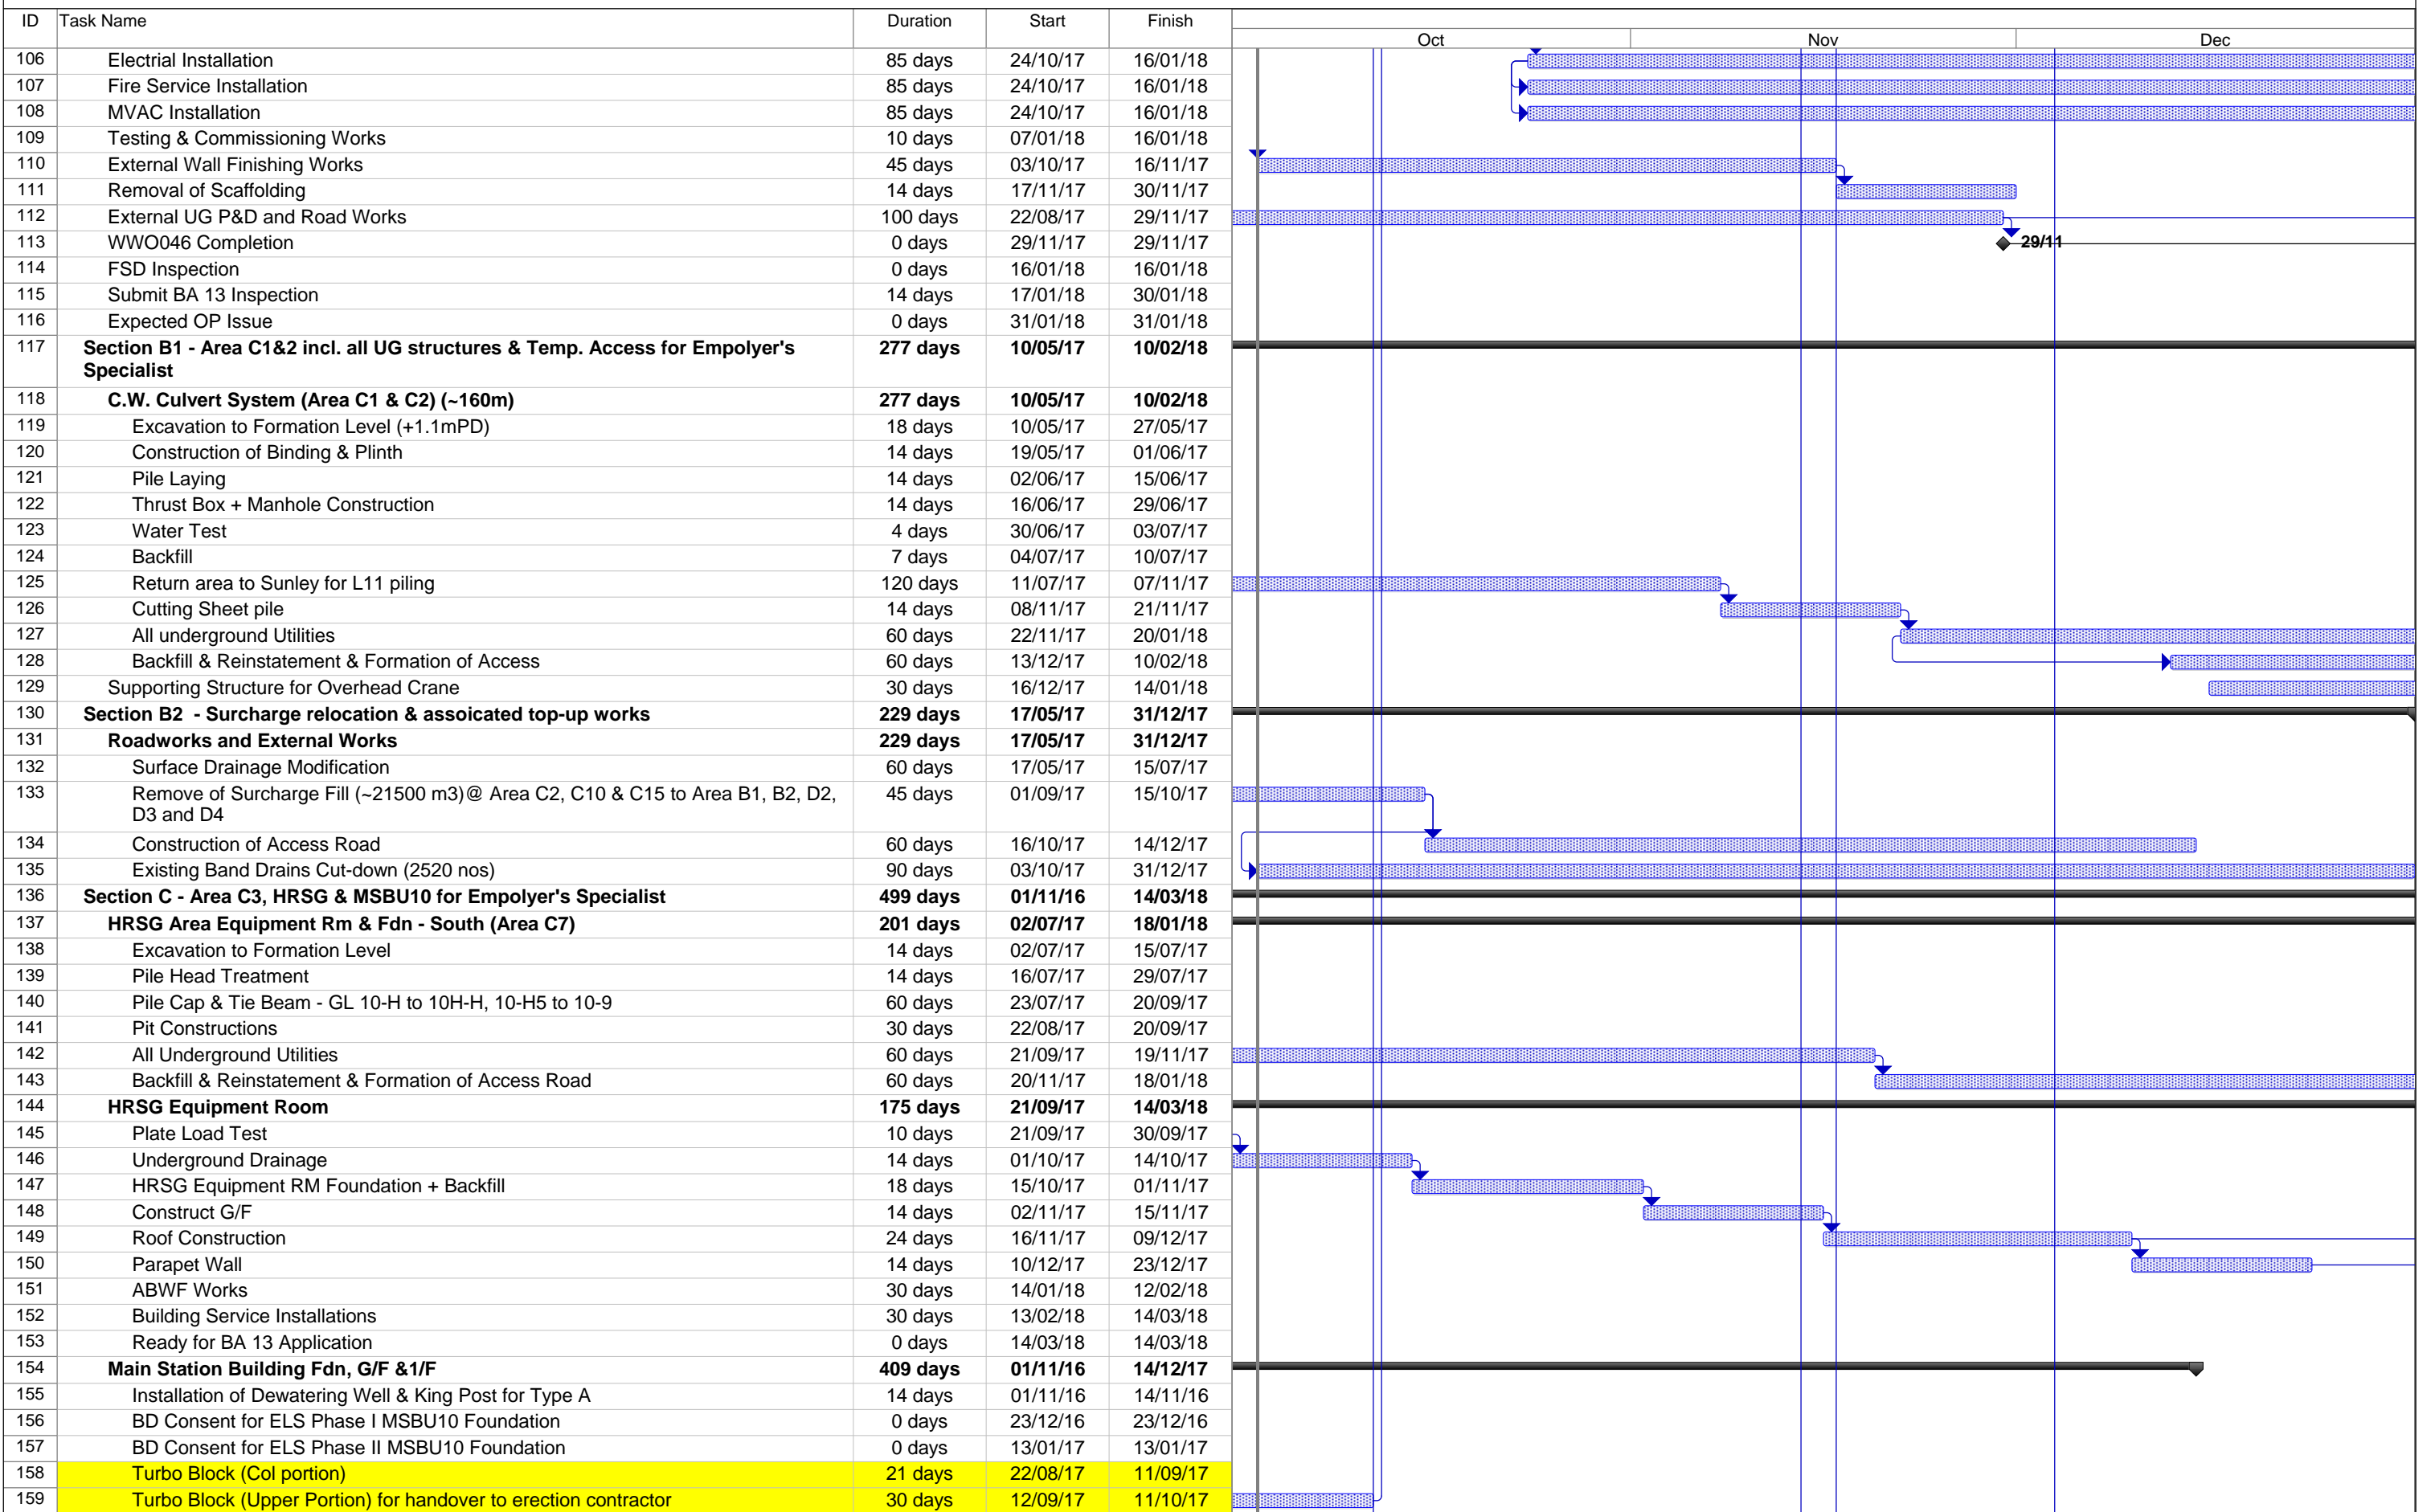 ID Task Name Duration Start Finish
Oct Nov Dec
106 Electrial Installation 85 days 24/10/17 16/01/18
107 Fire Service Installation 85 days 24/10/17 16/01/18
108 MVAC Installation 85 days 24/10/17 16/01/18
109 Testing & Commissioning Works 10 days 07/01/18 16/01/18
110 External Wall Finishing Works 45 days 03/10/17 16/11/17
111 Removal of Scaffolding 14 days 17/11/17 30/11/17
112 External UG P&D and Road Works 100 days 22/08/17 29/11/17
113 WWO046 Completion 0 days 29/11/17 29/11/17 29/11
114 FSD Inspection 0 days 16/01/18 16/01/18
115 Submit BA 13 Inspection 14 days 17/01/18 30/01/18
116 Expected OP Issue 0 days 31/01/18 31/01/18
117 Section B1 - Area C1&2 incl. all UG structures & Temp. Access for Empolyer's 277 days 10/05/17 10/02/18
Specialist
118 C.W. Culvert System (Area C1 & C2) (~160m) 277 days 10/05/17 10/02/18
119 Excavation to Formation Level (+1.1mPD) 18 days 10/05/17 27/05/17
120 Construction of Binding & Plinth 14 days 19/05/17 01/06/17
121 Pile Laying 14 days 02/06/17 15/06/17
122 Thrust Box + Manhole Construction 14 days 16/06/17 29/06/17
123 Water Test 4 days 30/06/17 03/07/17
124 Backfill 7 days 04/07/17 10/07/17
125 Return area to Sunley for L11 piling 120 days 11/07/17 07/11/17
126 Cutting Sheet pile 14 days 08/11/17 21/11/17
127 All underground Utilities 60 days 22/11/17 20/01/18
128 Backfill & Reinstatement & Formation of Access 60 days 13/12/17 10/02/18
129 Supporting Structure for Overhead Crane 30 days 16/12/17 14/01/18
130 Section B2 - Surcharge relocation & assoicated top-up works 229 days 17/05/17 31/12/17
131 Roadworks and External Works 229 days 17/05/17 31/12/17
132 Surface Drainage Modification 60 days 17/05/17 15/07/17
133 Remove of Surcharge Fill (~21500 m3)@ Area C2, C10 & C15 to Area B1, B2, D2, 45 days 01/09/17 15/10/17
D3 and D4
134 Construction of Access Road 60 days 16/10/17 14/12/17
135 Existing Band Drains Cut-down (2520 nos) 90 days 03/10/17 31/12/17
136 Section C - Area C3, HRSG & MSBU10 for Empolyer's Specialist 499 days 01/11/16 14/03/18
137 HRSG Area Equipment Rm & Fdn - South (Area C7) 201 days 02/07/17 18/01/18
138 Excavation to Formation Level 14 days 02/07/17 15/07/17
139 Pile Head Treatment 14 days 16/07/17 29/07/17
140 Pile Cap & Tie Beam - GL 10-H to 10H-H, 10-H5 to 10-9 60 days 23/07/17 20/09/17
141 Pit Constructions 30 days 22/08/17 20/09/17
142 All Underground Utilities 60 days 21/09/17 19/11/17
143 Backfill & Reinstatement & Formation of Access Road 60 days 20/11/17 18/01/18
144 HRSG Equipment Room 175 days 21/09/17 14/03/18
145 Plate Load Test 10 days 21/09/17 30/09/17
146 Underground Drainage 14 days 01/10/17 14/10/17
147 HRSG Equipment RM Foundation + Backfill 18 days 15/10/17 01/11/17
148 Construct G/F 14 days 02/11/17 15/11/17
149 Roof Construction 24 days 16/11/17 09/12/17
150 Parapet Wall 14 days 10/12/17 23/12/17
151 ABWF Works 30 days 14/01/18 12/02/18
152 Building Service Installations 30 days 13/02/18 14/03/18
153 Ready for BA 13 Application 0 days 14/03/18 14/03/18
154 Main Station Building Fdn, G/F &1/F 409 days 01/11/16 14/12/17
155 Installation of Dewatering Well & King Post for Type A 14 days 01/11/16 14/11/16
156 BD Consent for ELS Phase I MSBU10 Foundation 0 days 23/12/16 23/12/16
157 BD Consent for ELS Phase II MSBU10 Foundation 0 days 13/01/17 13/01/17
158 Turbo Block (Col portion) 21 days 22/08/17 11/09/17
159 Turbo Block (Upper Portion) for handover to erection contractor 30 days 12/09/17 11/10/17